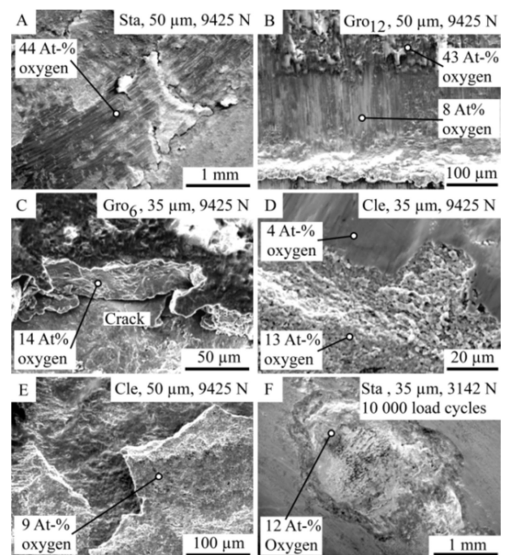 A
Sta, 50 µm, 9425 N
44 At-%
oxygen
1 mm
B
Gro12, 50 µm, 9425 N
43 At-%
oxygen
8 At%
oxygen
100 µm
C
Gro6, 35 µm, 9425 N
Crack
14 At%
oxygen
50 µm
D
Cle, 35 µm, 9425 N
4 At-%
oxygen
13 At-%
oxygen
20 µm
E
Cle, 50 µm, 9425 N
9 At-%
oxygen
100 µm
F
Sta , 35 µm, 3142 N
10 000 load cycles
12 At-%
Oxygen
1 mm